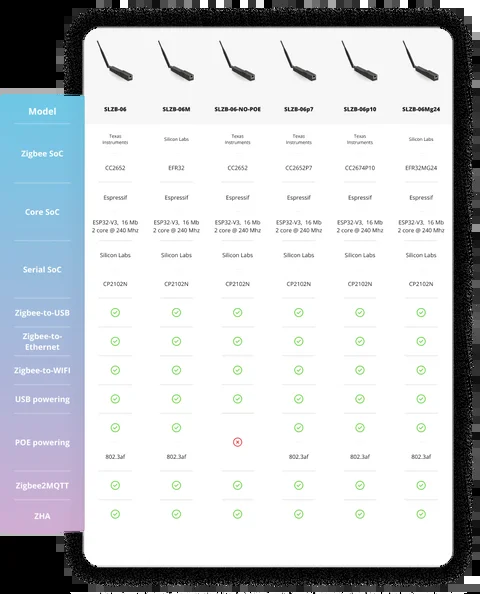 Model SLZB-06 SLZB-06M SLZB-06-NO-POE SLZB-06p7 SLZB-06p10 SLZB-06Mg24
Zigbee SoC
Texas Instruments Silicon Labs Texas Instruments Texas Instruments Texas Instruments Silicon Labs
CC2652 EFR32 CC2652 CC2652P7 CC2674P10 EFR32MG24
Core SoC
Espressif Espressif Espressif Espressif Espressif Espressif
ESP32-V3, 16 Mb ESP32-V3, 16 Mb ESP32-V3, 16 Mb ESP32-V3, 16 Mb ESP32-V3, 16 Mb ESP32-V3, 16 Mb
2 core @ 240 Mhz 2 core @ 240 Mhz 2 core @ 240 Mhz 2 core @ 240 Mhz 2 core @ 240 Mhz 2 core @ 240 Mhz
Serial SoC
Silicon Labs Silicon Labs Silicon Labs Silicon Labs Silicon Labs Silicon Labs
CP2102N CP2102N CP2102N CP2102N CP2102N CP2102N
Zigbee-to-USB
Zigbee-to-
Ethernet
Zigbee-to-WIFI
USB powering
POE powering
802.3af 802.3af 802.3af 802.3af 802.3af
Zigbee2MQTT
ZHA